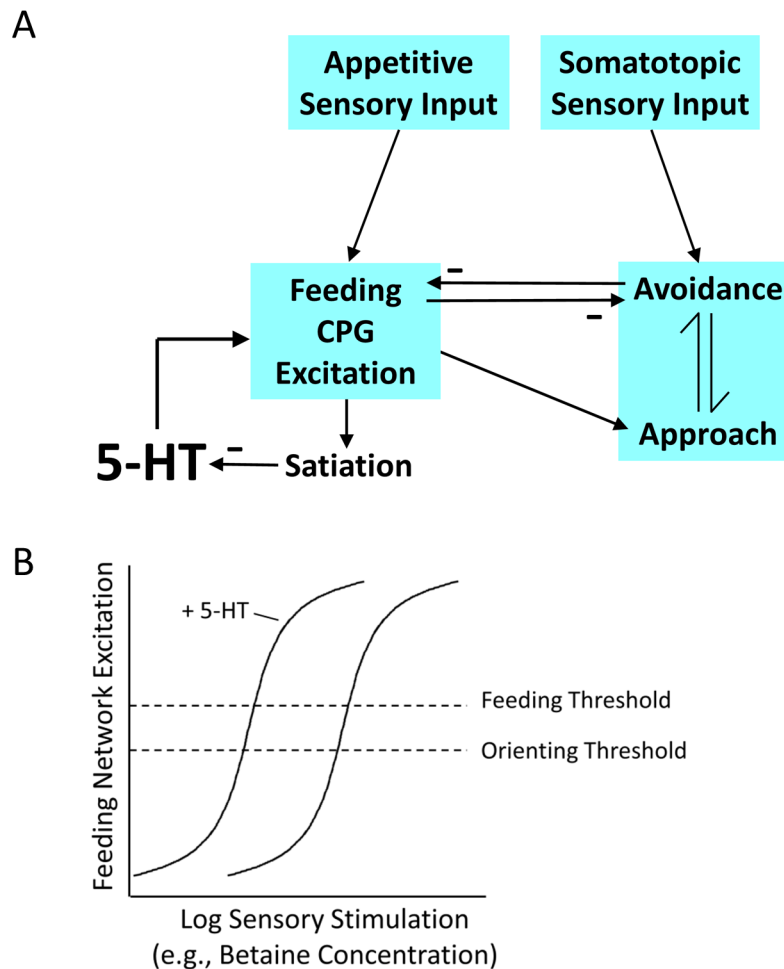 A
Appetitive
Sensory Input
Somatotopic
Sensory Input
Feeding
CPG
Excitation
-
-
Avoidance
Approach
5-HT
-
Satiation
B
Feeding Network Excitation
+ 5-HT
Feeding Threshold
Orienting Threshold
Log Sensory Stimulation
(e.g., Betaine Concentration)